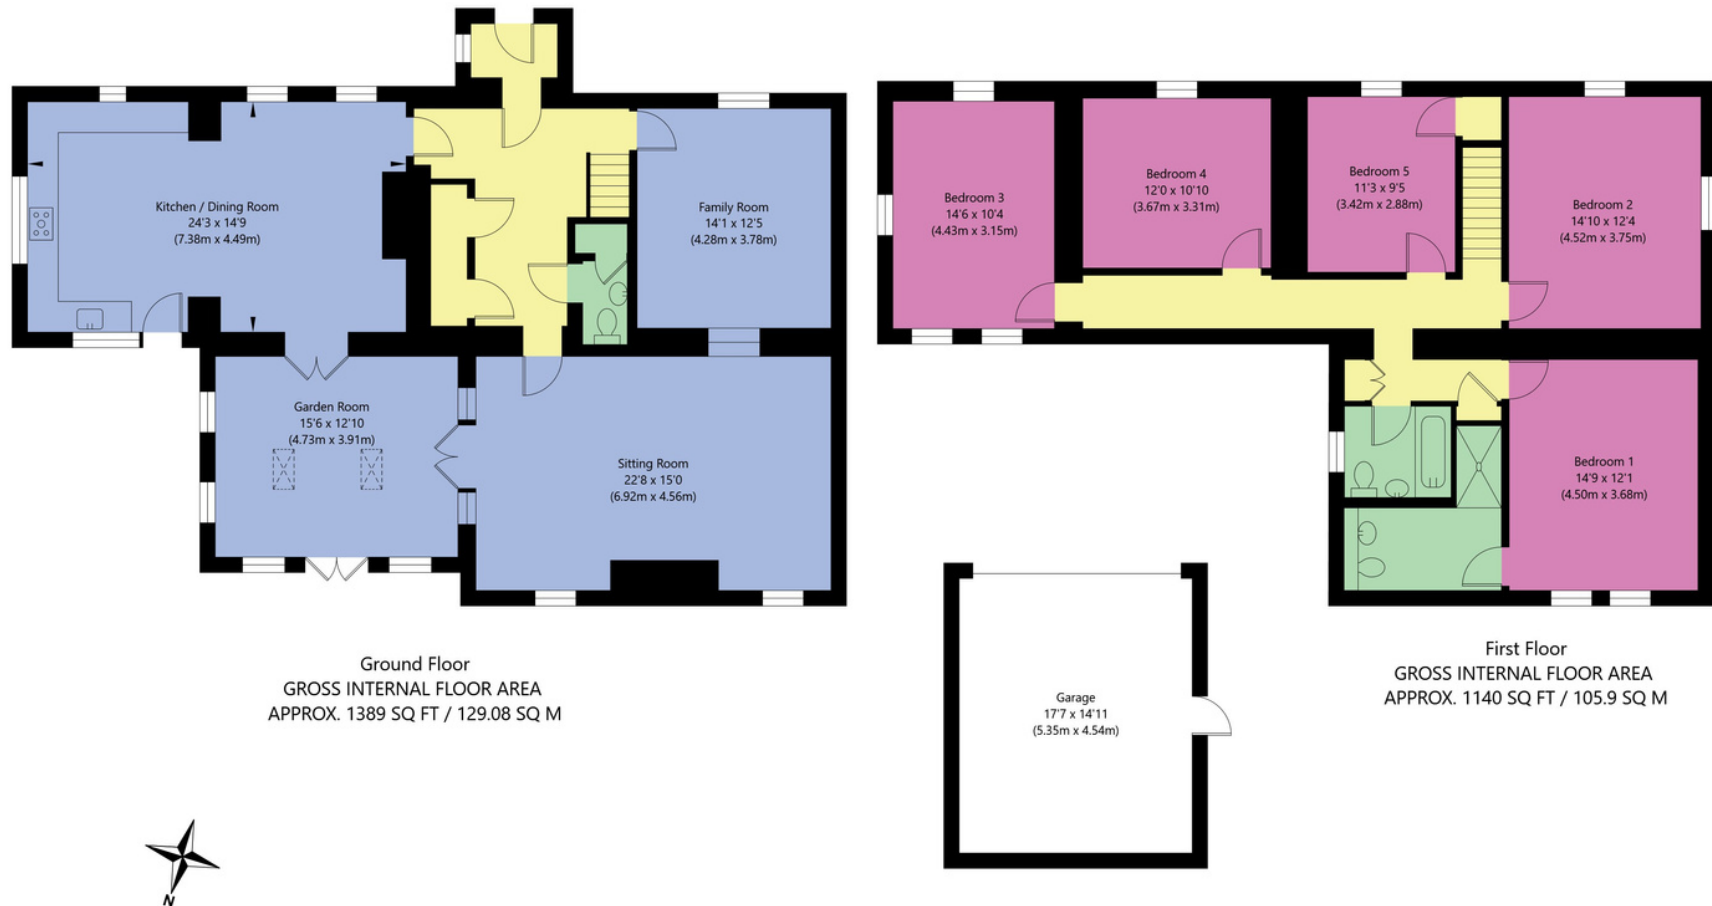 Kitchen / Dining Room
24'3 x 14'9
(7.38m x 4.49m)
Family Room
14'1 x 12'5
(4.28m x 3.78m)
Garden Room
15'6 x 12'10
(4.73m x 3.91m)
Sitting Room
22'8 x 15'0
(6.92m x 4.56m)
Ground Floor
GROSS INTERNAL FLOOR AREA
APPROX. 1389 SQ FT / 129.08 SQ M
N
Bedroom 3
14'6 x 10'4
(4.43m x 3.15m)
Bedroom 4
12'0 x 10'10
(3.67m x 3.31m)
Bedroom 5
11'3 x 9'5
(3.42m x 2.88m)
Bedroom 2
14'10 x 12'4
(4.52m x 3.75m)
Bedroom 1
14'9 x 12'1
(4.50m x 3.68m)
First Floor
GROSS INTERNAL FLOOR AREA
APPROX. 1140 SQ FT / 105.9 SQ M
Garage
17'7 x 14'11
(5.35m x 4.54m)